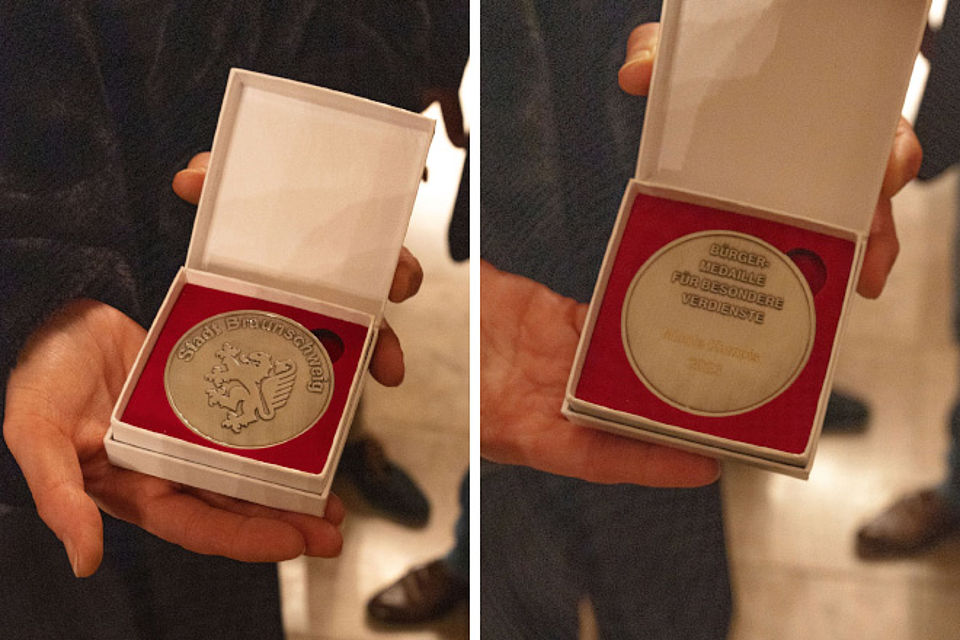 Stadt Braunschweig
BÜRGER-
MEDAILLE
FÜR BESONDERE
VERDIENSTE